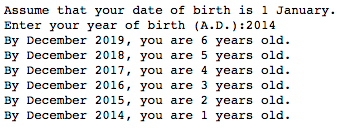 Assume that your date of birth is 1 January.
Enter your year of birth (A.D.):2014
By December 2019, you are 6 years old.
By December 2018, you are 5 years old.
By December 2017, you are 4 years old.
By December 2016, you are 3 years old.
By December 2015, you are 2 years old.
By December 2014, you are 1 years old.